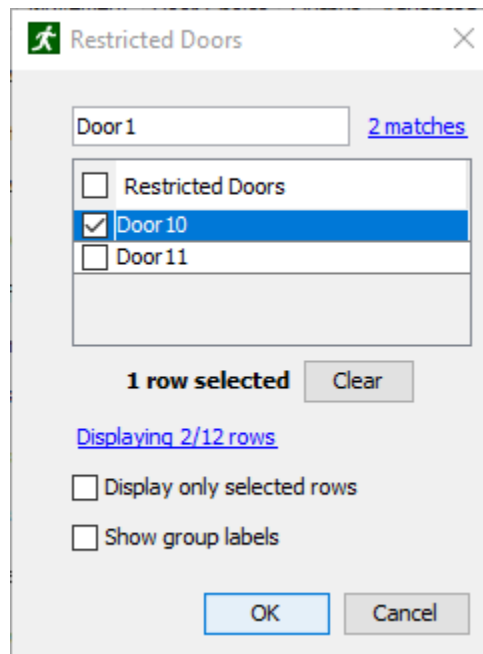 Restricted Doors
Door1
2 matches
Restricted Doors
Door10
Door11
1 row selected
Clear
Displaying 2/12 rows
Display only selected rows
Show group labels
OK
Cancel